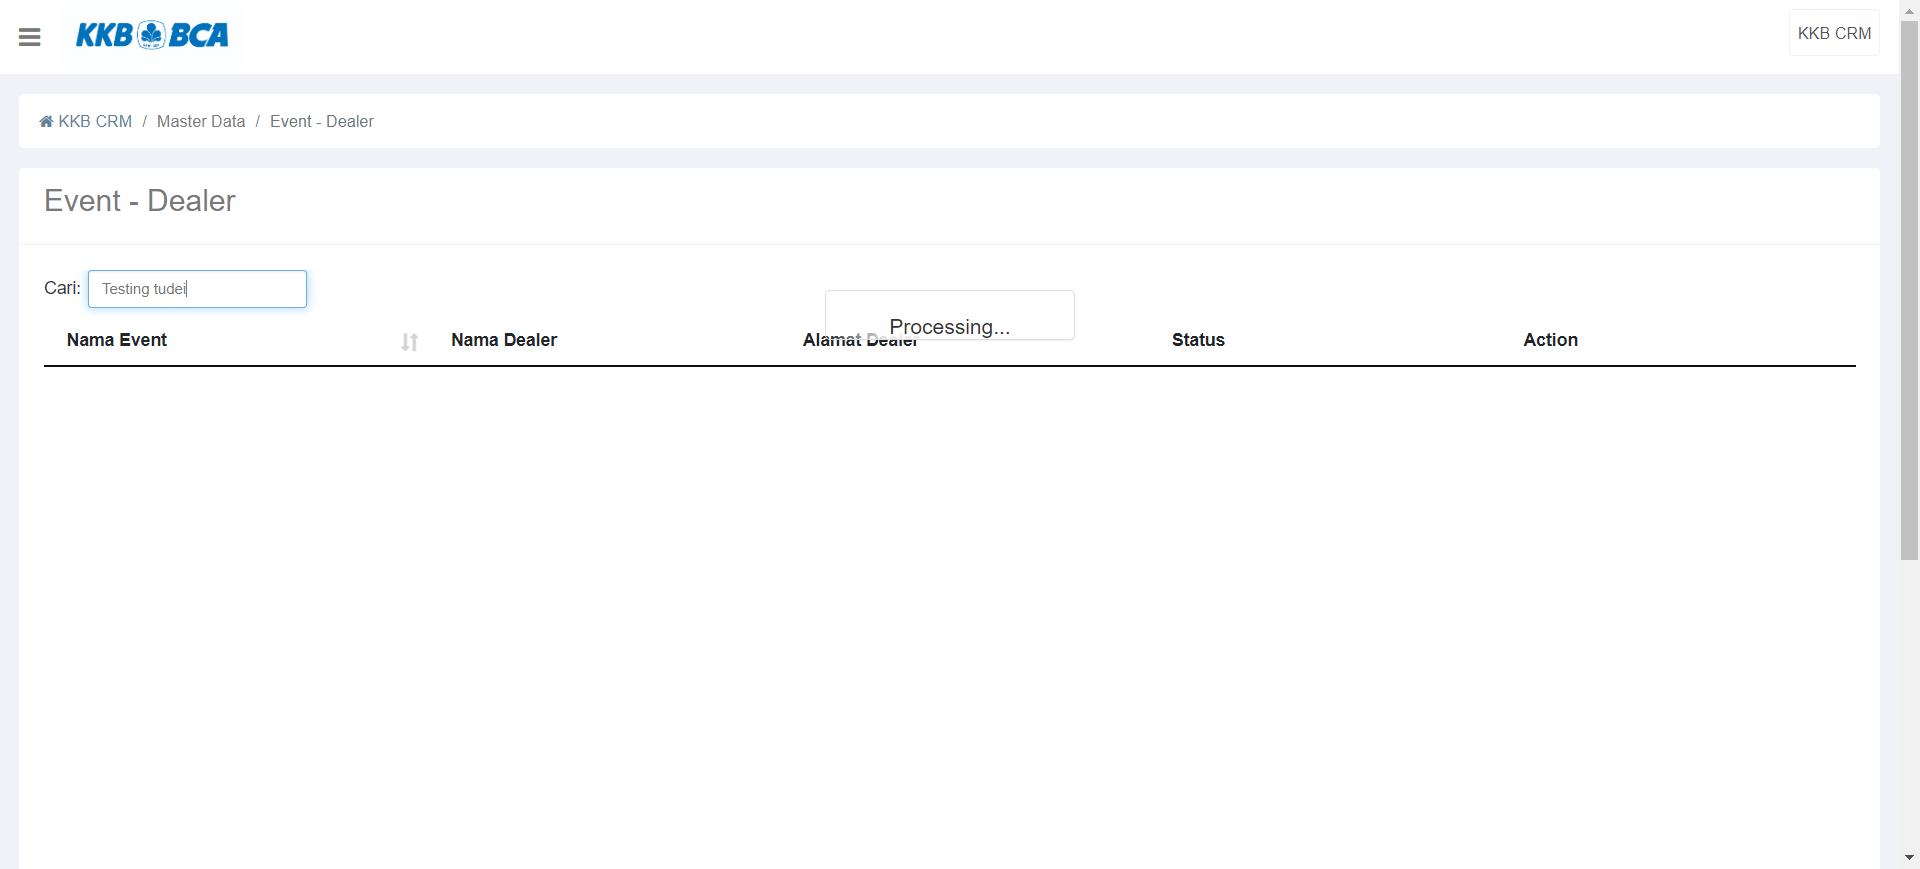 KKB BCA
KKB CRM
KKB CRM / Master Data / Event - Dealer
Event - Dealer
Cari: Testing tudei
Processing...
Nama Event Nama Dealer Alamat Dealer Status Action